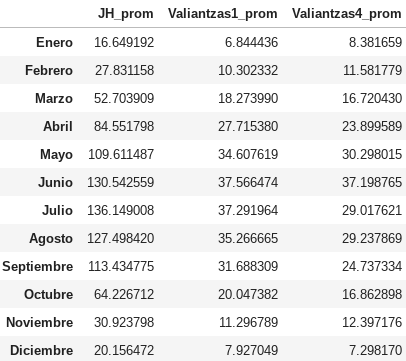 JH_prom Valiantzas1_prom Valiantzas4_prom
Enero 16.649192 6.844436 8.381659
Febrero 27.831158 10.302332 11.581779
Marzo 52.703909 18.273990 16.720430
Abril 84.551798 27.715380 23.899589
Mayo 109.611487 34.607619 30.298015
Junio 130.542559 37.566474 37.198765
Julio 136.149008 37.291964 29.017621
Agosto 127.498420 35.266665 29.237869
Septiembre 113.434775 31.688309 24.737334
Octubre 64.226712 20.047382 16.862898
Noviembre 30.923798 11.296789 12.397176
Diciembre 20.156472 7.927049 7.298170